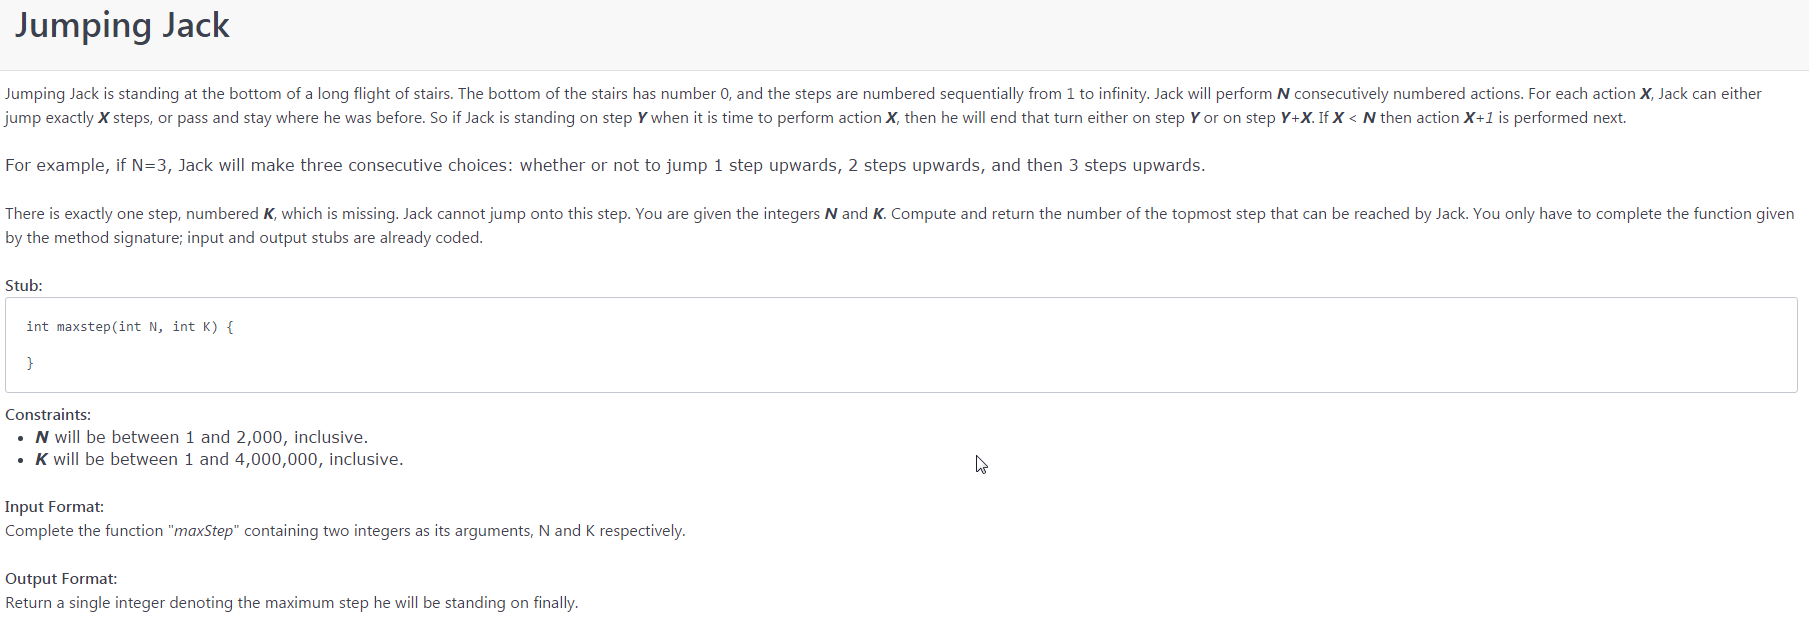 Jumping Jack
Jumping Jack is standing at the bottom of a long flight of stairs. The bottom of the stairs has number 0, and the steps are numbered sequentially from 1 to infinity. Jack will perform N consecutively numbered actions. For each action X, Jack can either
jump exactly X steps, or pass and stay where he was before. So if Jack is standing on step Y when it is time to perform action X, then he will end that turn either on step Y or on step Y+X. If X < N then action X+1 is performed next.
For example, if N=3, Jack will make three consecutive choices: whether or not to jump 1 step upwards, 2 steps upwards, and then 3 steps upwards.
There is exactly one step, numbered K, which is missing. Jack cannot jump onto this step. You are given the integers N and K. Compute and return the number of the topmost step that can be reached by Jack. You only have to complete the function given
by the method signature; input and output stubs are already coded.
Stub:
int maxstep(int N, int K) {
}
Constraints:
• N will be between 1 and 2,000, inclusive.
• K will be between 1 and 4,000,000, inclusive.
Input Format:
Complete the function "maxStep" containing two integers as its arguments, N and K respectively.
Output Format:
Return a single integer denoting the maximum step he will be standing on finally.